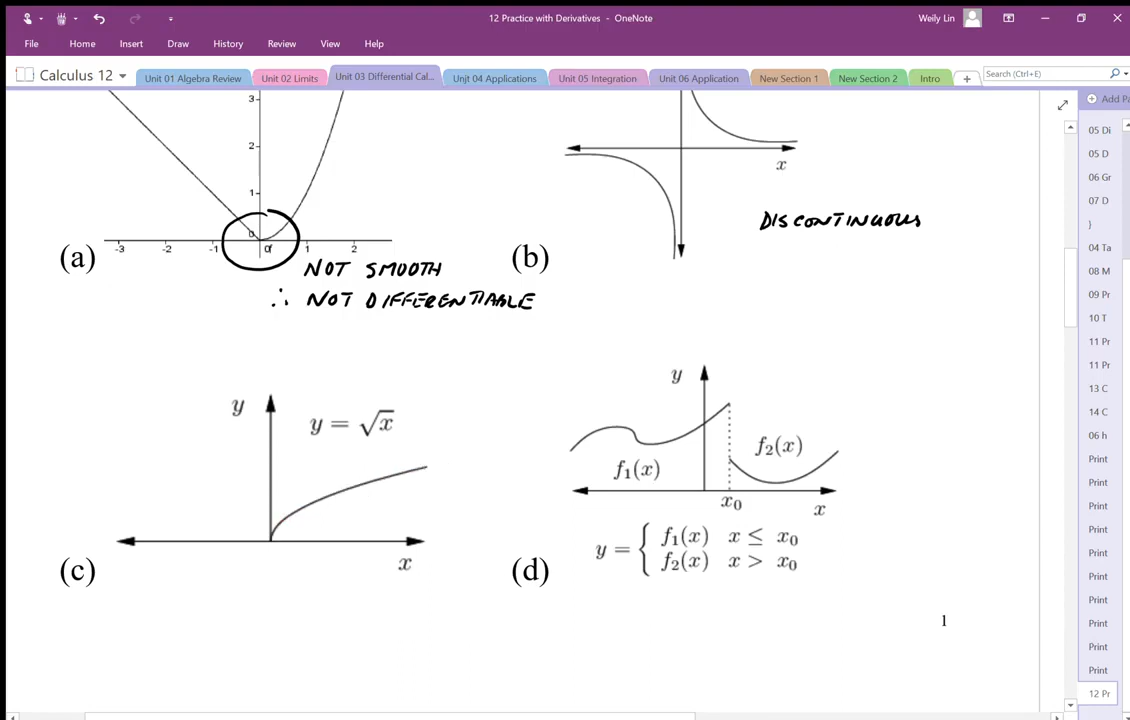 12 Practice with Derivatives - OneNote
Weily Lin
File Home Insert Draw History Review View Help
Calculus 12
Unit 01 Algebra Review Unit 02 Limits Unit 03 Differential Cal... Unit 04 Applications Unit 05 Integration Unit 06 Application New Section 1 New Section 2 Intro +
Search (Ctrl+E)
Add Pa
05 Di
05 D
06 Gr
07 D
}
04 Ta
08 M
09 Pr
10 T
11 Pr
11 Pr
13 C
14 C
06 h
Print
Print
Print
Print
Print
Print
Print
Print
Print
Print
12 Pr
3
2
1
0
-3 -2 -1 0 1 2
(a)
NOT SMOOTH
∴ NOT DIFFERENTIABLE
x
(b)
DISCONTINUOUS
y
y = √x
x
(c)
y
f₁(x)
f₂(x)
x₀
x
y = { f₁(x) x ≤ x₀
f₂(x) x > x₀
(d)
1